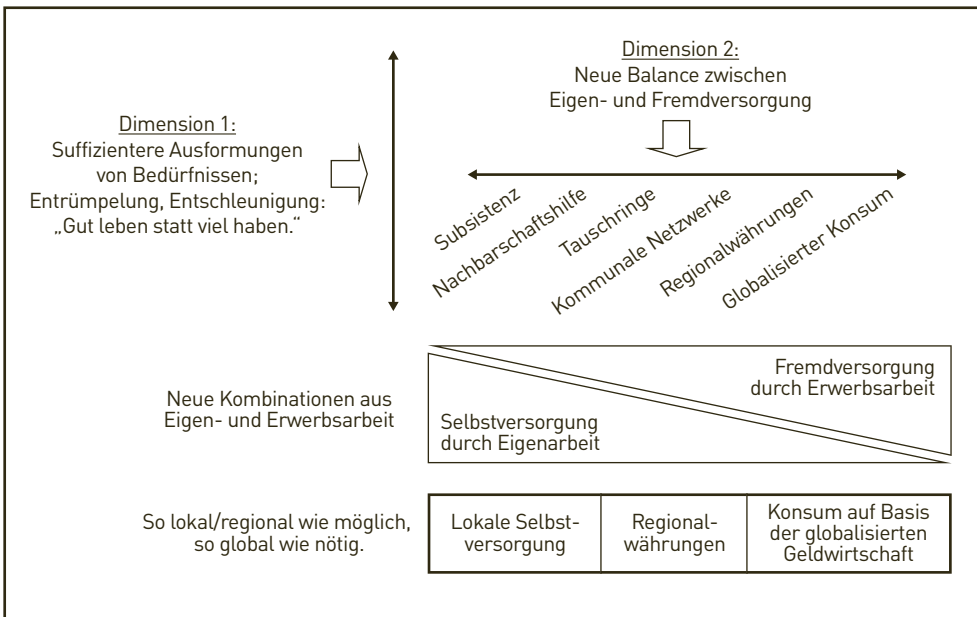 Dimension 1:
Suffizientere Ausformungen
von Bedürfnissen;
Entrümpelung, Entschleunigung:
„Gut leben statt viel haben.“
Dimension 2:
Neue Balance zwischen
Eigen- und Fremdversorgung
Subsistenz
Nachbarschaftshilfe
Tauschringe
Kommunale Netzwerke
Regionalwährungen
Globalisierter Konsum
Neue Kombinationen aus
Eigen- und Erwerbsarbeit
Fremdversorgung
durch Erwerbsarbeit
Selbstversorgung
durch Eigenarbeit
So lokal/regional wie möglich,
so global wie nötig.
Lokale Selbst-
versorgung
Regional-
währungen
Konsum auf Basis
der globalisierten
Geldwirtschaft